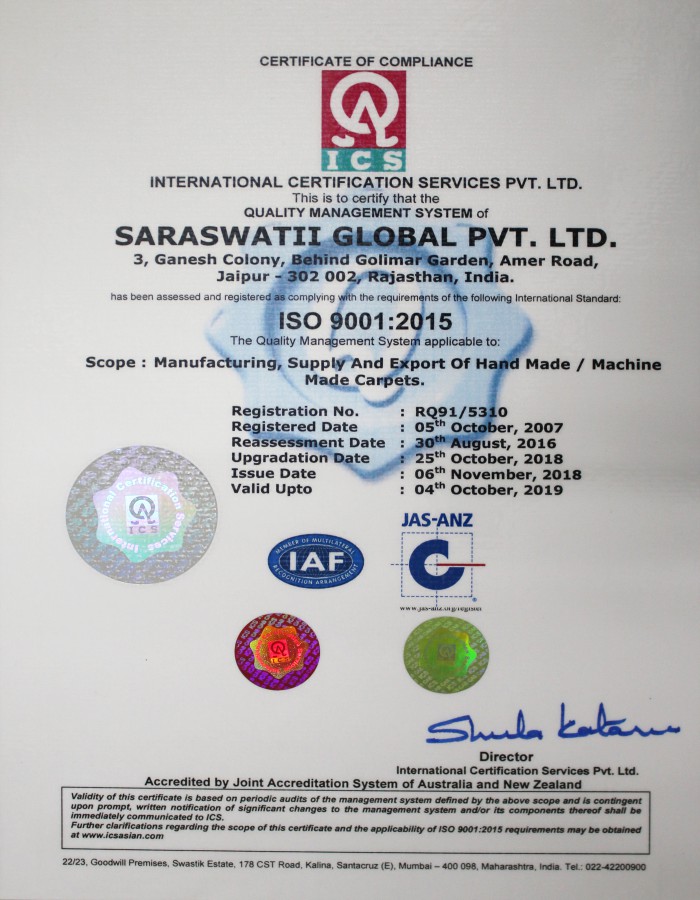 CERTIFICATE OF COMPLIANCE
ICS
INTERNATIONAL CERTIFICATION SERVICES PVT. LTD.
This is to certify that the
QUALITY MANAGEMENT SYSTEM of
SARASWATII GLOBAL PVT. LTD.
3, Ganesh Colony, Behind Golimar Garden, Amer Road,
Jaipur - 302 002, Rajasthan, India.
has been assessed and registered as complying with the requirements of the following International Standard:
ISO 9001:2015
The Quality Management System applicable to:
Scope : Manufacturing, Supply And Export Of Hand Made / Machine
Made Carpets.
Registration No. : RQ91/5310
Registered Date : 05th October, 2007
Reassessment Date : 30th August, 2016
Upgradation Date : 25th October, 2018
Issue Date : 06th November, 2018
Valid Upto : 04th October, 2019
International Certification Services
ICS
MEMBER OF MULTILATERAL
IAF
RECOGNITION ARRANGEMENT
JAS-ANZ
®
www.jas-anz.org/register
ICS
ICS
Director
International Certification Services Pvt. Ltd.
Accredited by Joint Accreditation System of Australia and New Zealand
Validity of this certificate is based on periodic audits of the management system defined by the above scope and is contingent
upon prompt, written notification of significant changes to the management system and/or its components thereof shall be
immediately communicated to ICS.
Further clarifications regarding the scope of this certificate and the applicability of ISO 9001:2015 requirements may be obtained
at www.icsasian.com
22/23, Goodwill Premises, Swastik Estate, 178 CST Road, Kalina, Santacruz (E), Mumbai – 400 098, Maharashtra, India. Tel.: 022-42200900